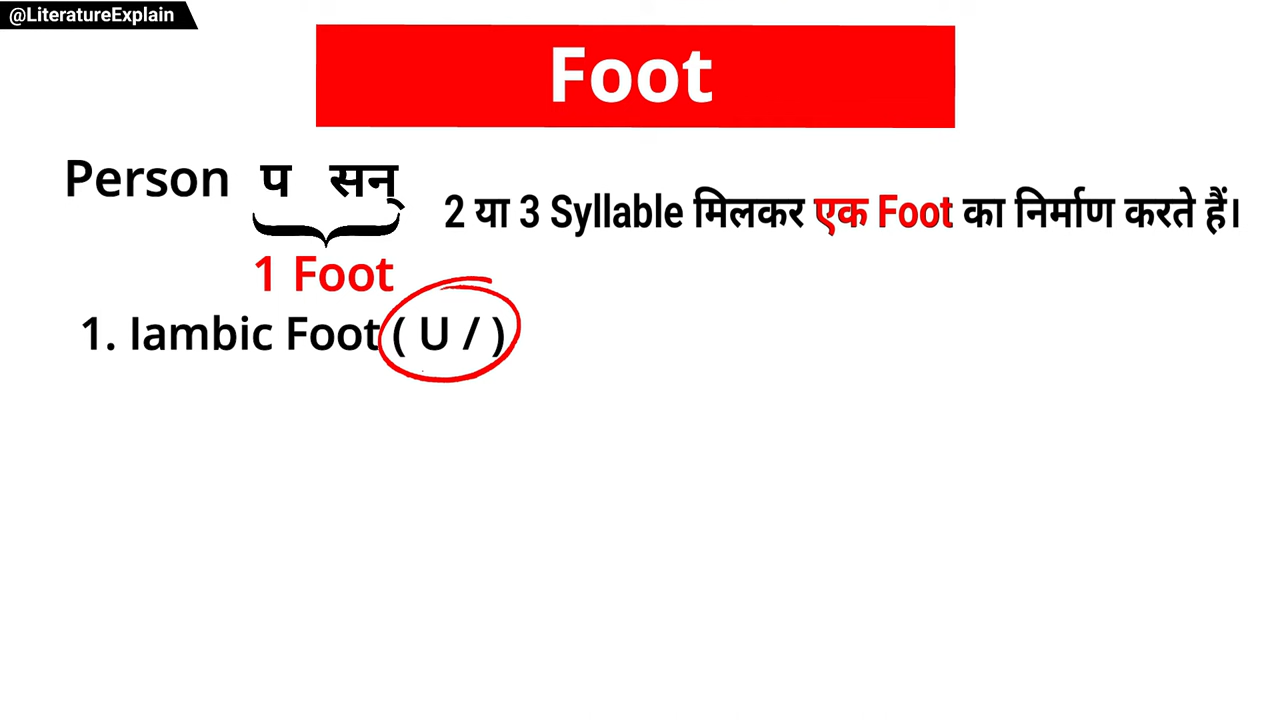 @LiteratureExplain
Foot
Person प सन्
2 या 3 Syllable मिलकर एक Foot का निर्माण करते हैं।
1 Foot
1. Iambic Foot ( U / )